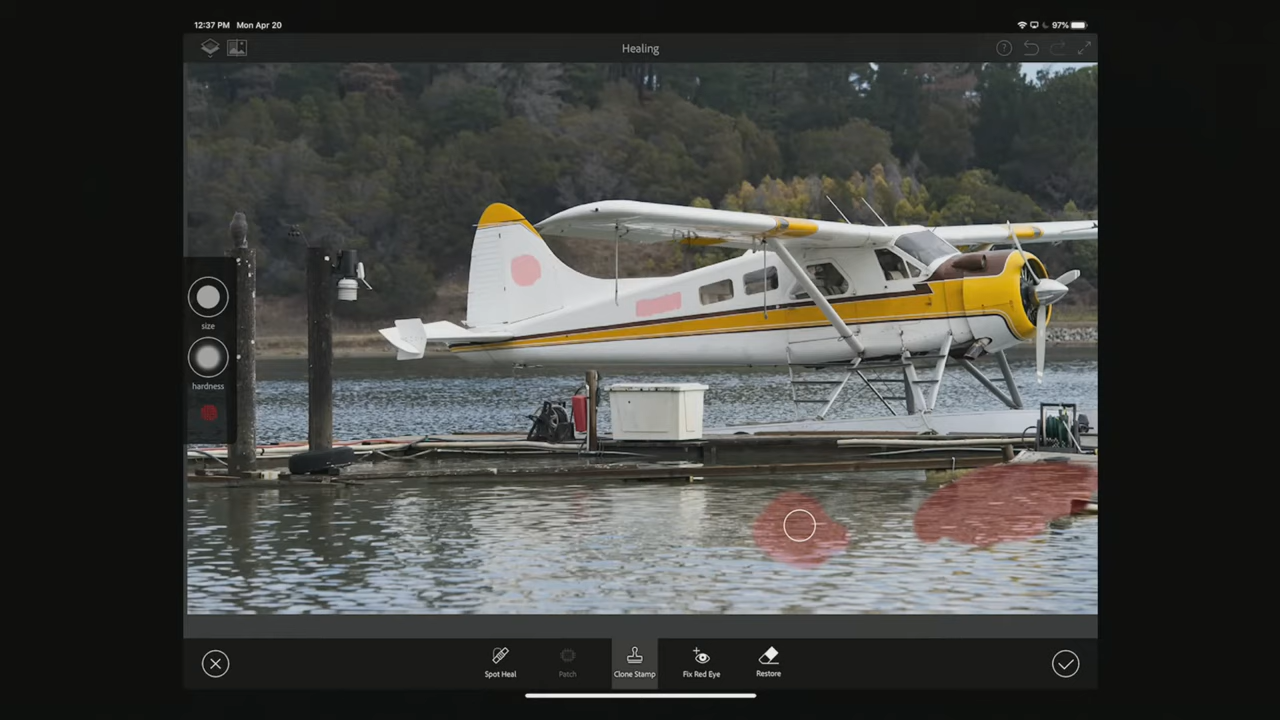 12:37 PM Mon Apr 20
97%
Healing
size
hardness
Spot Heal
Patch
Clone Stamp
Fix Red Eye
Restore